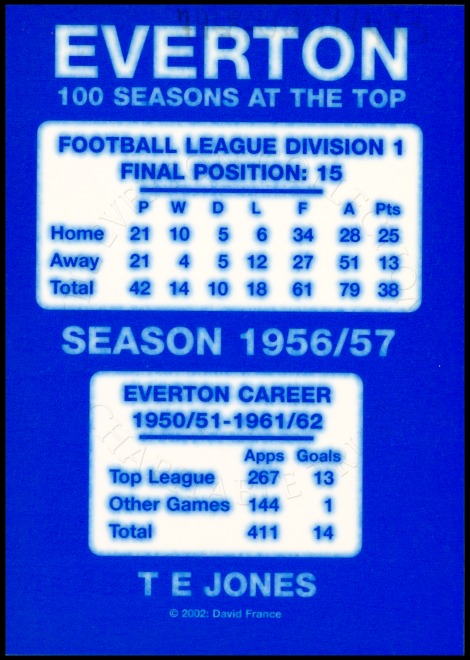 EVERTON
100 SEASONS AT THE TOP
FOOTBALL LEAGUE DIVISION 1
FINAL POSITION: 15
P W D L F A Pts
Home 21 10 5 6 34 28 25
Away 21 4 5 12 27 51 13
Total 42 14 10 18 61 79 38
SEASON 1956/57
EVERTON CAREER
1950/51-1961/62
Apps Goals
Top League 267 13
Other Games 144 1
Total 411 14
T E JONES
© 2002: David France